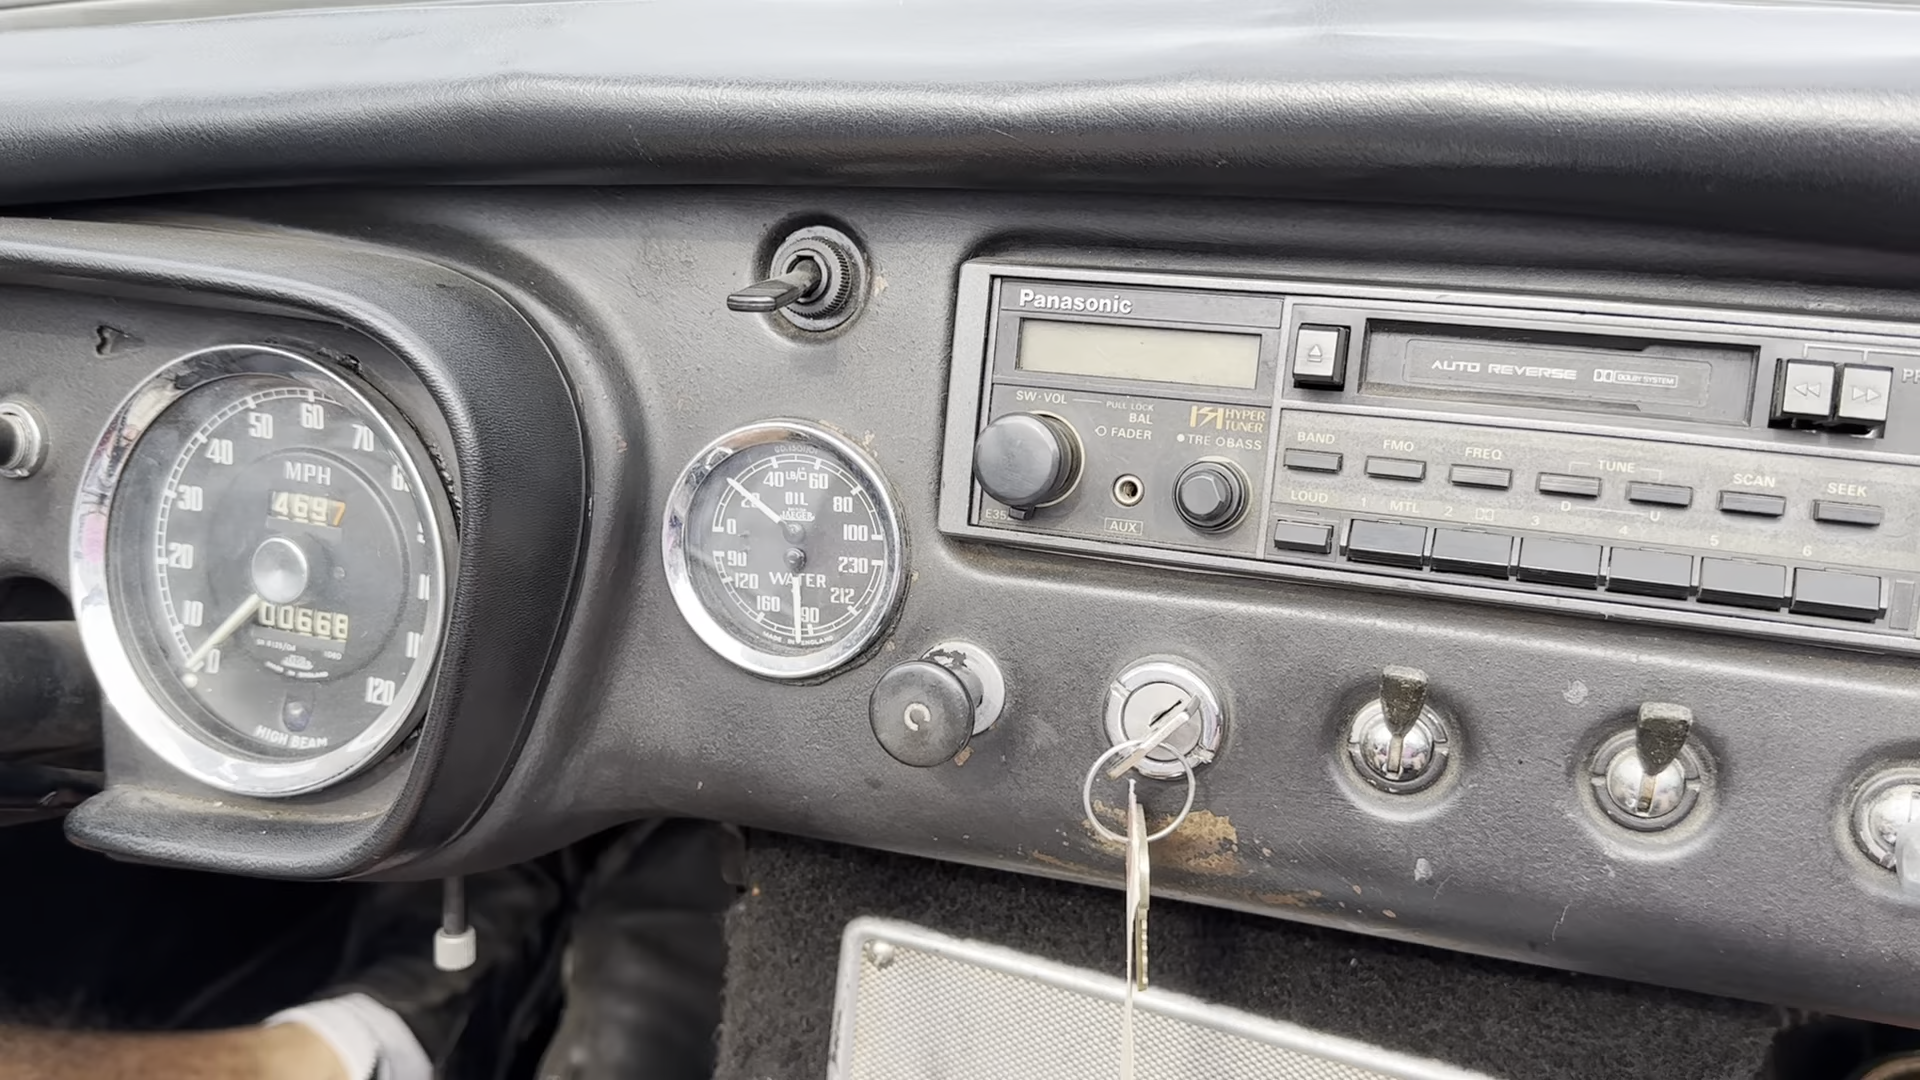 60
50
70
40
MPH
4697
30
20
00668
10
0
MADE IN ENGLAND
120
HIGH BEAM
40 LB/□" 60
20
OIL
80
JAEGER
0
100
90
230
WATER
120
212
160
MADE IN ENGLAND
C
Panasonic
AUTO REVERSE
DOLBY SYSTEM
SW·VOL
PULL LOCK
BAL
FADER
HYPER
TUNER
TRE BASS
AUX
BAND
FMO
FREQ
TUNE
SCAN
SEEK
LOUD
1 MTL 2 3 D 4 U 5 6